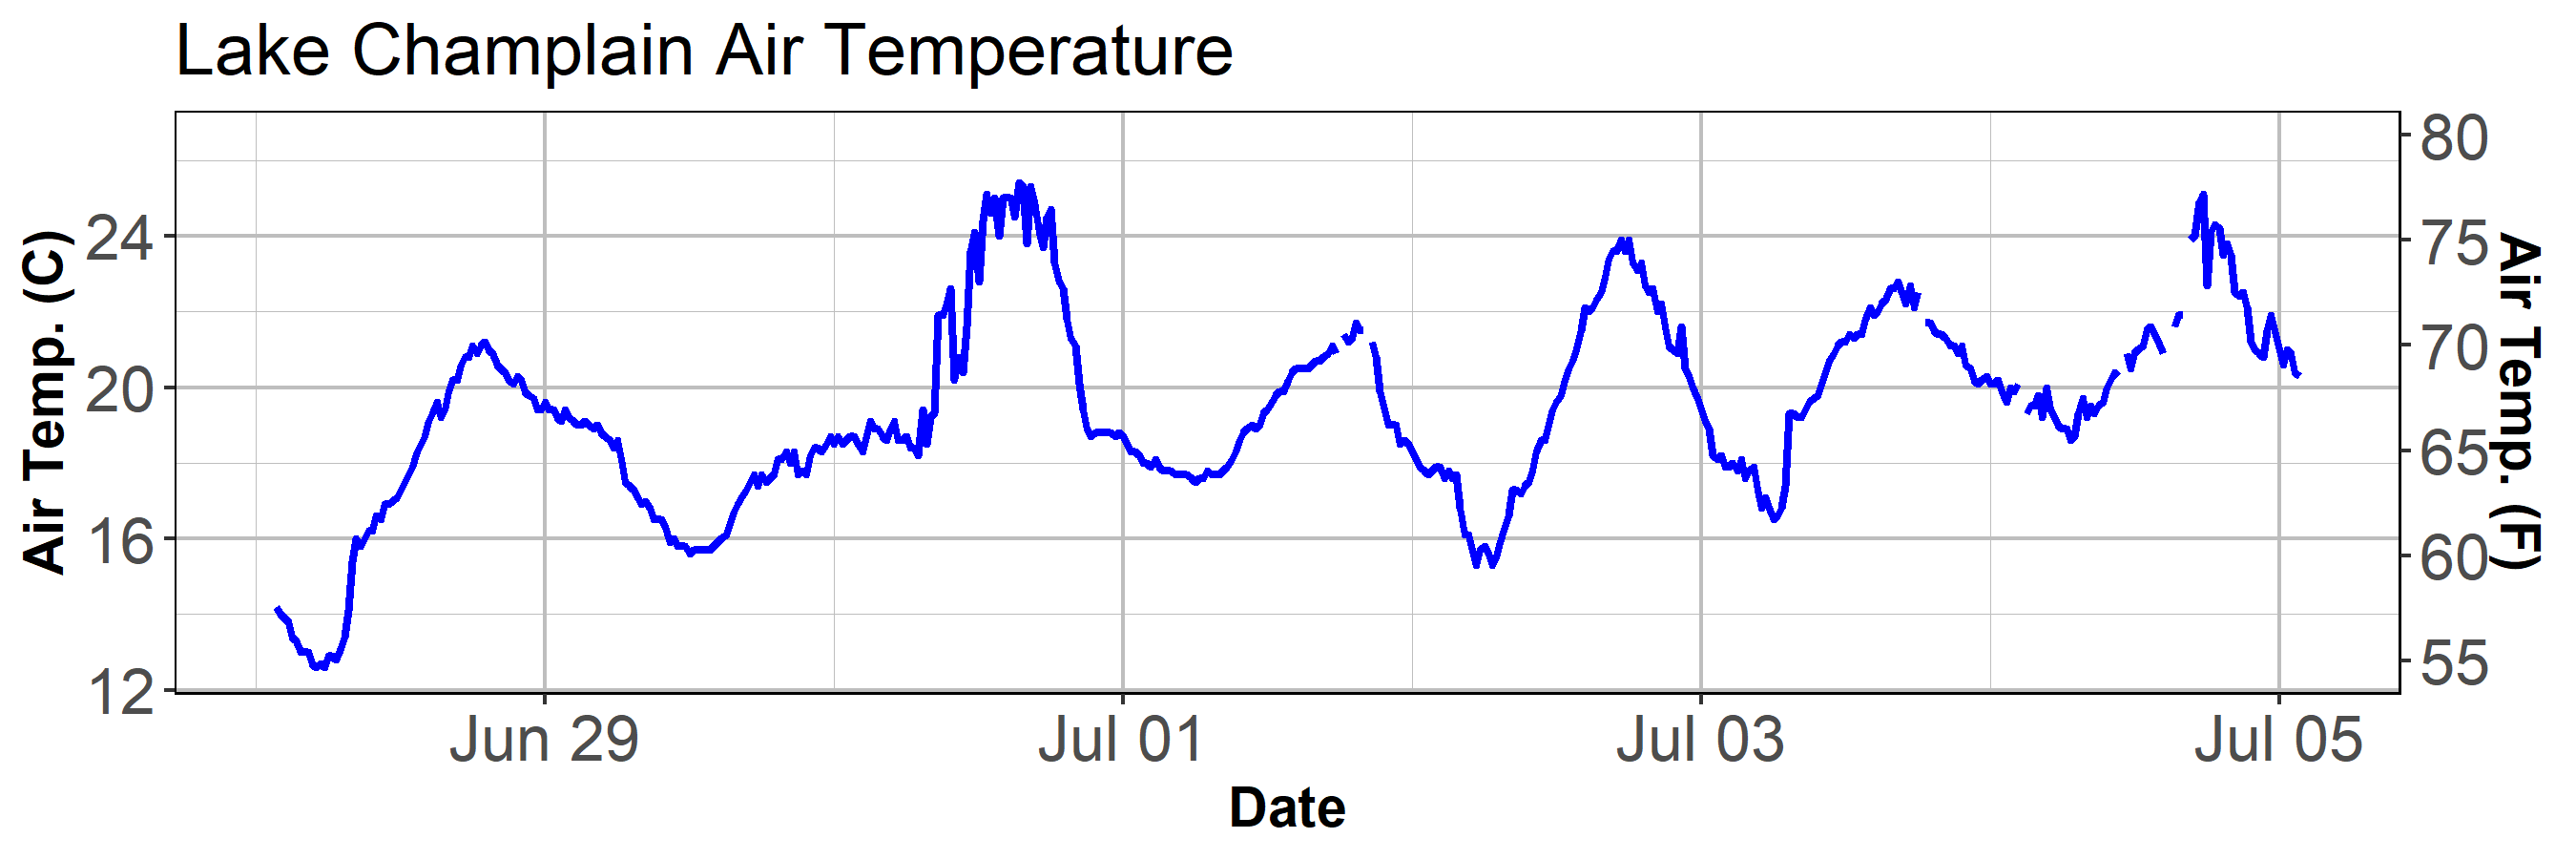 Lake Champlain Air Temperature
Air Temp. (C)
24
20
16
12
80
75
70
65
60
55
Air Temp. (F)
Jun 29
Jul 01
Jul 03
Jul 05
Date